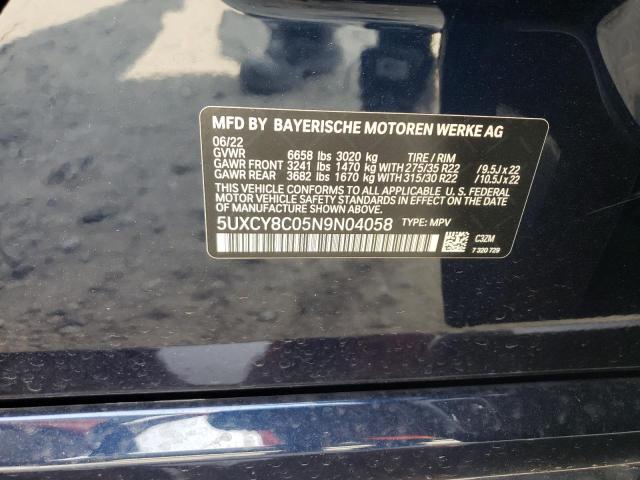 MFD BY BAYERISCHE MOTOREN WERKE AG
06/22
GVWR 6658 lbs 3020 kg TIRE / RIM
GAWR FRONT 3241 lbs 1470 kg WITH 275/35 R22 / 9.5J x 22
GAWR REAR 3682 lbs 1670 kg WITH 315/30 R22 / 10.5J x 22
THIS VEHICLE CONFORMS TO ALL APPLICABLE U. S. FEDERAL
MOTOR VEHICLE SAFETY STANDARDS IN EFFECT ON THE DATE
OF MANUFACTURE SHOWN ABOVE.
5UXCY8C05N9N04058 TYPE: MPV
C3ZM
7 320 729